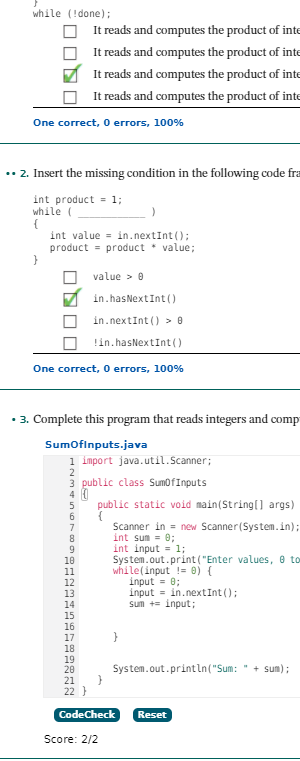 }
while (!done);
It reads and computes the product of inte
It reads and computes the product of inte
It reads and computes the product of inte
It reads and computes the product of inte
One correct, 0 errors, 100%
•• 2. Insert the missing condition in the following code fra
int product = 1;
while ( ____________ )
{
int value = in.nextInt();
product = product * value;
}
value > 0
in.hasNextInt()
in.nextInt() > 0
!in.hasNextInt()
One correct, 0 errors, 100%
• 3. Complete this program that reads integers and comp
SumOfInputs.java
1 import java.util.Scanner;
2
3 public class SumOfInputs
4 {
5 public static void main(String[] args)
6 {
7 Scanner in = new Scanner(System.in);
8 int sum = 0;
9 int input = 1;
10 System.out.print("Enter values, 0 to
11 while(input != 0) {
12 input = 0;
13 input = in.nextInt();
14 sum += input;
15
16
17 }
18
19
20 System.out.println("Sum: " + sum);
21 }
22 }
CodeCheck Reset
Score: 2/2